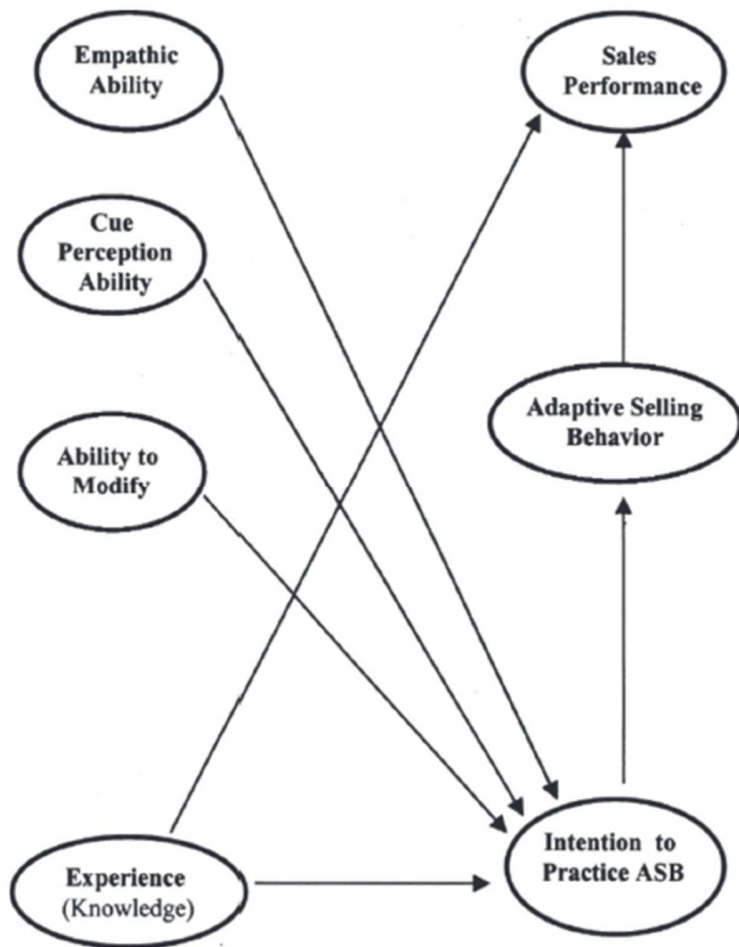 Empathic
Ability
Sales
Performance
Cue
Perception
Ability
Adaptive Selling
Behavior
Ability to
Modify
Intention to
Practice ASB
Experience
(Knowledge)